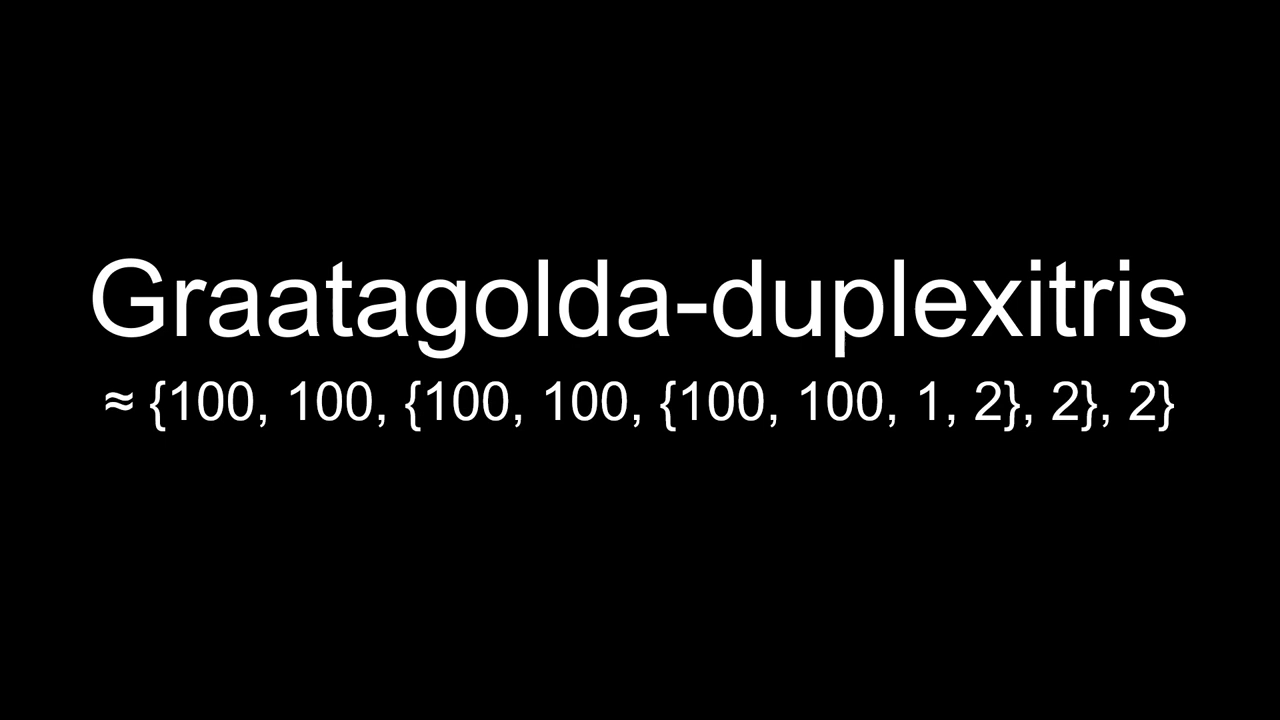 Graatagolda-duplexitris
≈ {100, 100, {100, 100, {100, 100, 1, 2}, 2}, 2}